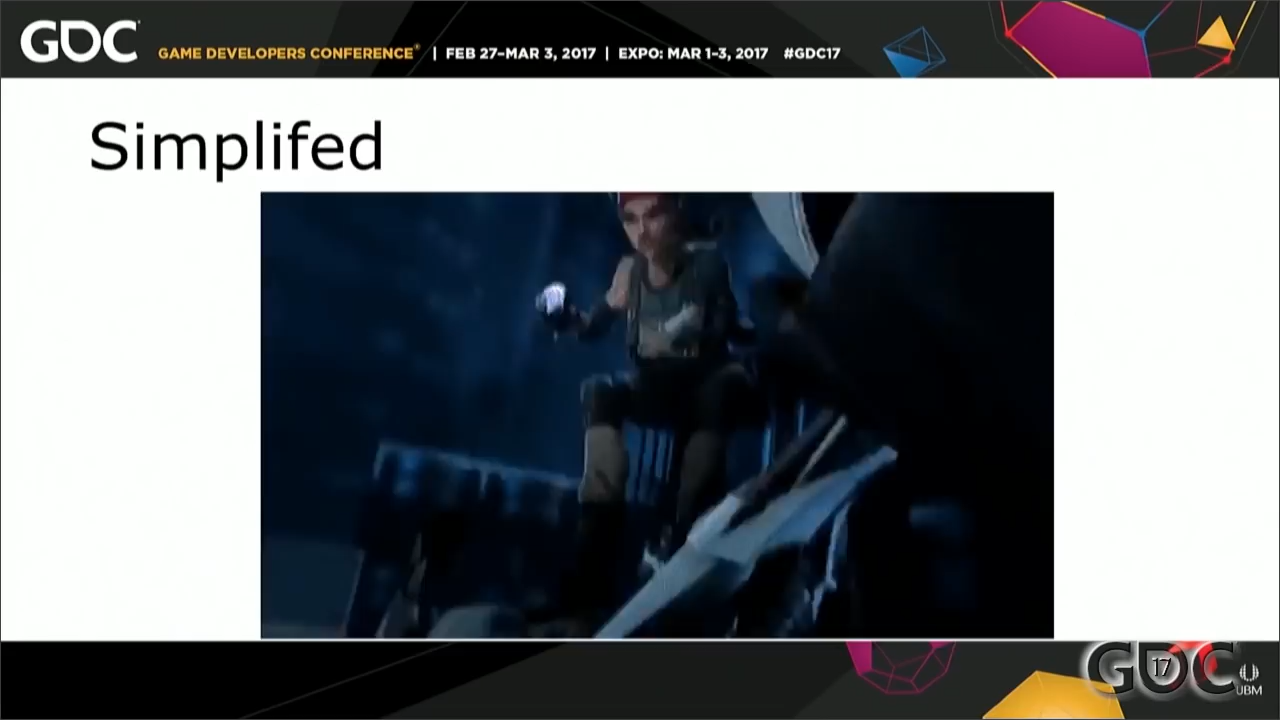 GDC GAME DEVELOPERS CONFERENCE® | FEB 27–MAR 3, 2017 | EXPO: MAR 1–3, 2017 #GDC17
Simplifed
GDC 17
UBM